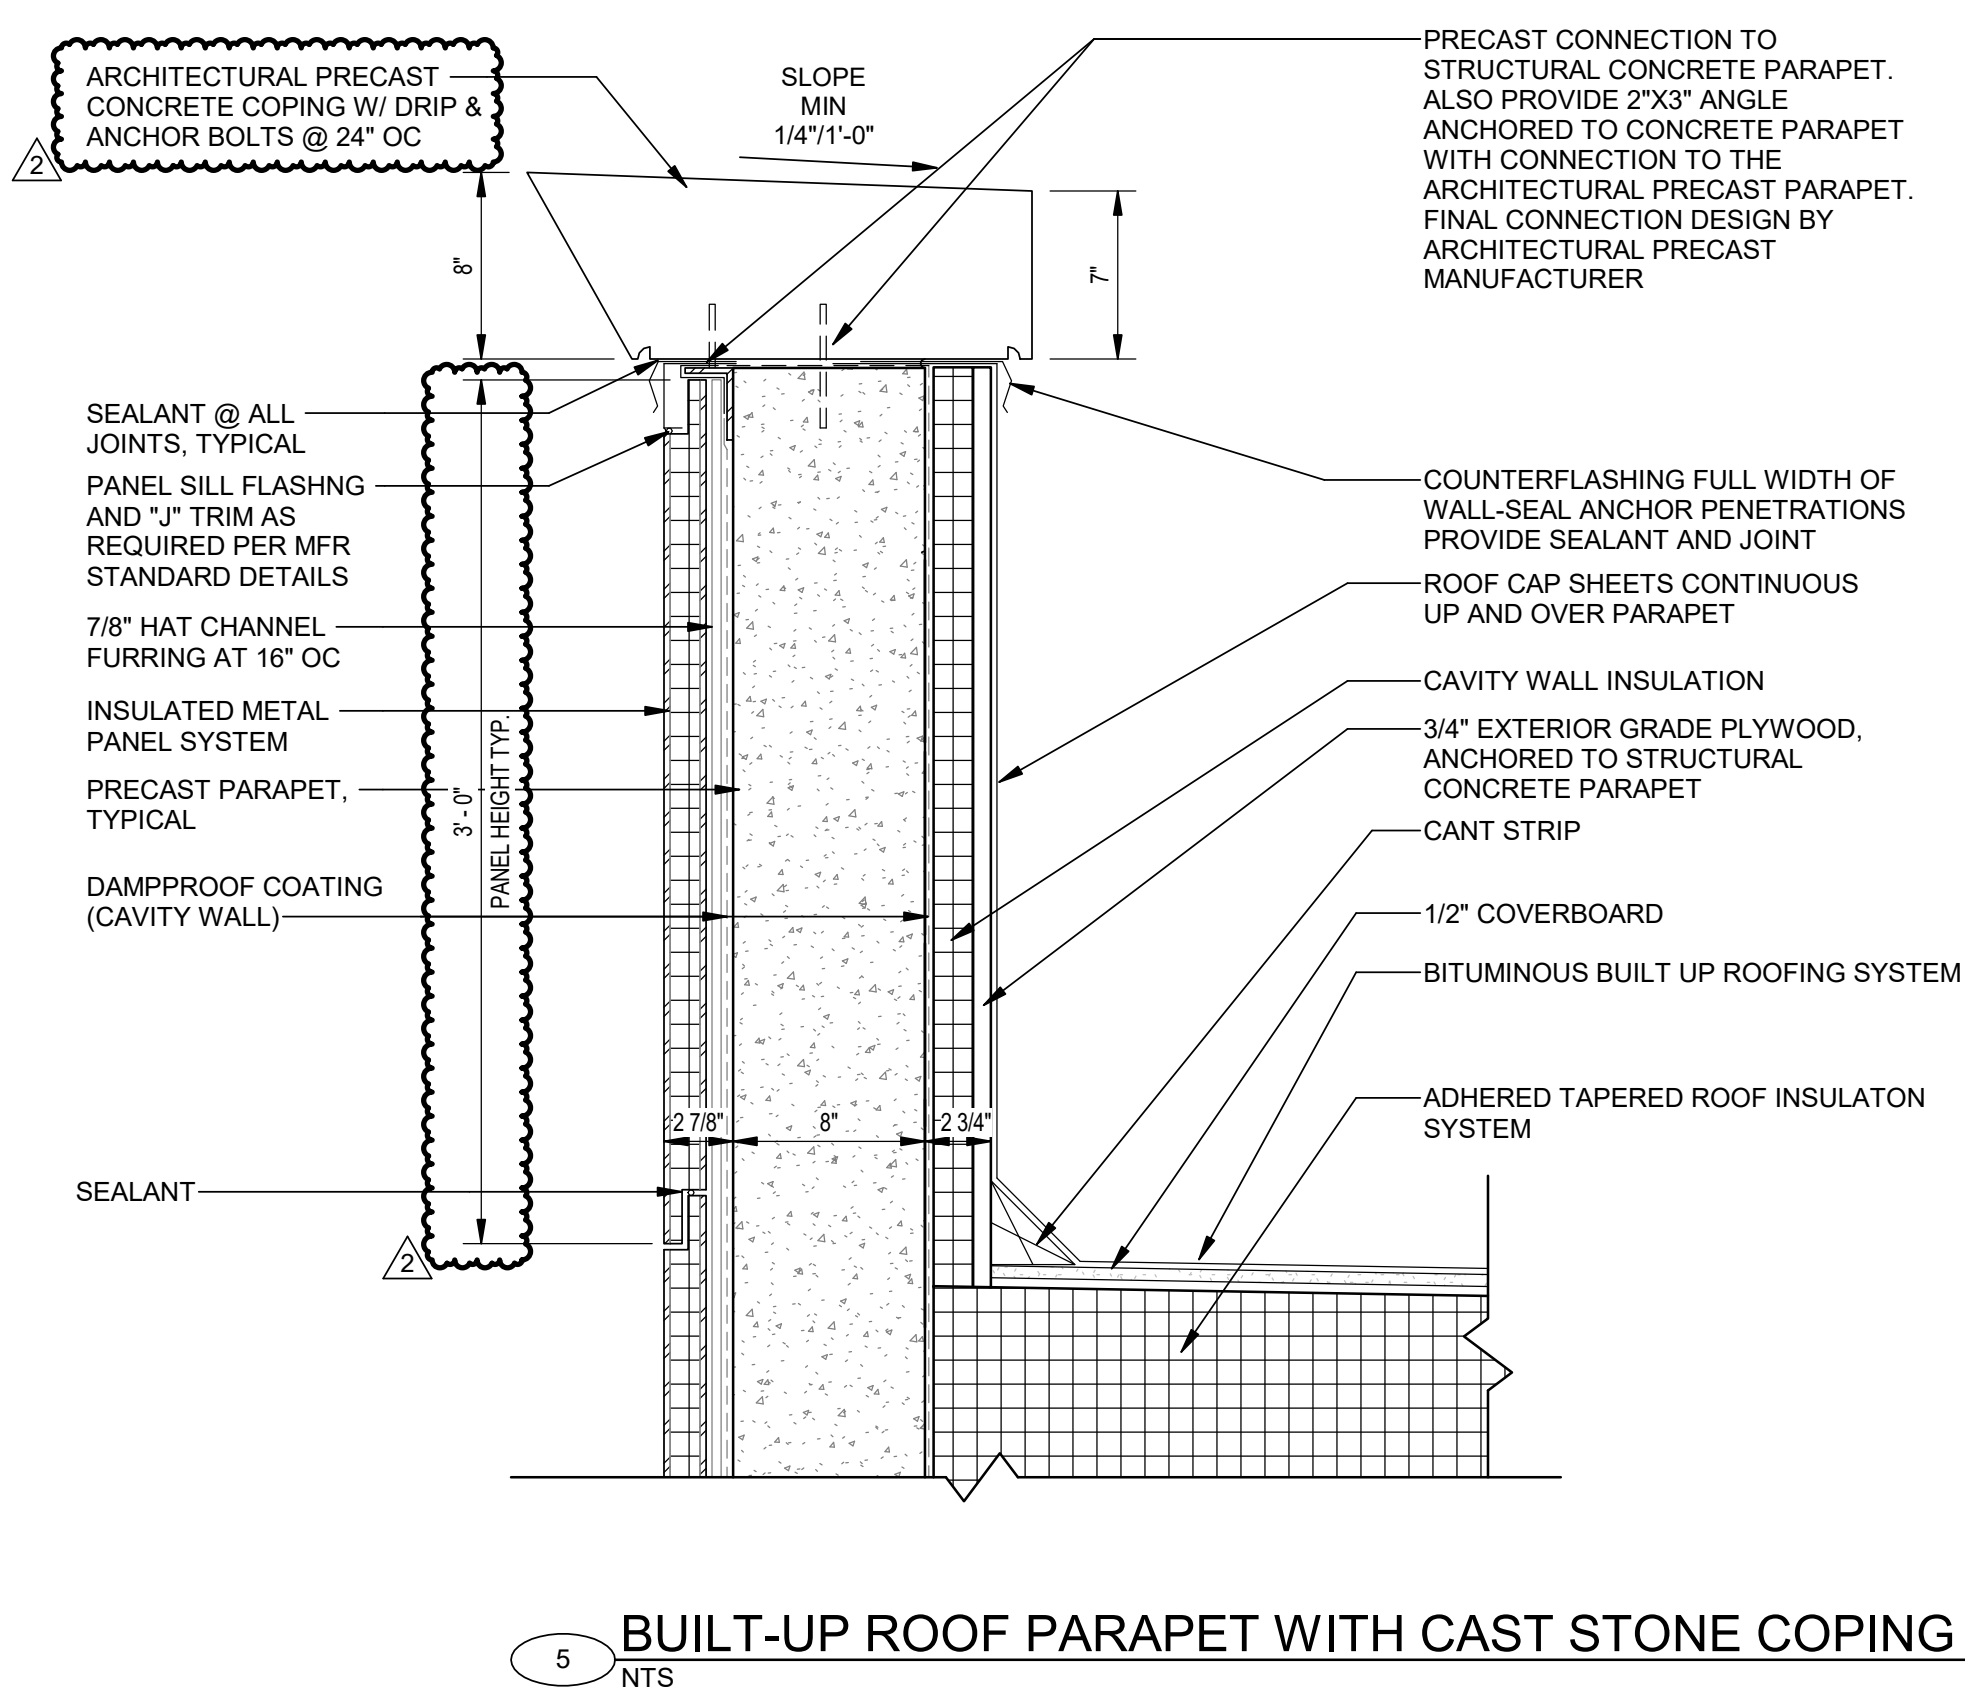 ARCHITECTURAL PRECAST
CONCRETE COPING W/ DRIP &
ANCHOR BOLTS @ 24" OC
2
SLOPE
MIN
1/4"/1'-0"
PRECAST CONNECTION TO
STRUCTURAL CONCRETE PARAPET.
ALSO PROVIDE 2"X3" ANGLE
ANCHORED TO CONCRETE PARAPET
WITH CONNECTION TO THE
ARCHITECTURAL PRECAST PARAPET.
FINAL CONNECTION DESIGN BY
ARCHITECTURAL PRECAST
MANUFACTURER
8"
7"
SEALANT @ ALL
JOINTS, TYPICAL
PANEL SILL FLASHNG
AND "J" TRIM AS
REQUIRED PER MFR
STANDARD DETAILS
7/8" HAT CHANNEL
FURRING AT 16" OC
INSULATED METAL
PANEL SYSTEM
PRECAST PARAPET,
TYPICAL
DAMPPROOF COATING
(CAVITY WALL)
SEALANT
3' - 0"
PANEL HEIGHT TYP.
2
2 7/8"
8"
2 3/4"
COUNTERFLASHING FULL WIDTH OF
WALL-SEAL ANCHOR PENETRATIONS
PROVIDE SEALANT AND JOINT
ROOF CAP SHEETS CONTINUOUS
UP AND OVER PARAPET
CAVITY WALL INSULATION
3/4" EXTERIOR GRADE PLYWOOD,
ANCHORED TO STRUCTURAL
CONCRETE PARAPET
CANT STRIP
1/2" COVERBOARD
BITUMINOUS BUILT UP ROOFING SYSTEM
ADHERED TAPERED ROOF INSULATON
SYSTEM
5
BUILT-UP ROOF PARAPET WITH CAST STONE COPING
NTS